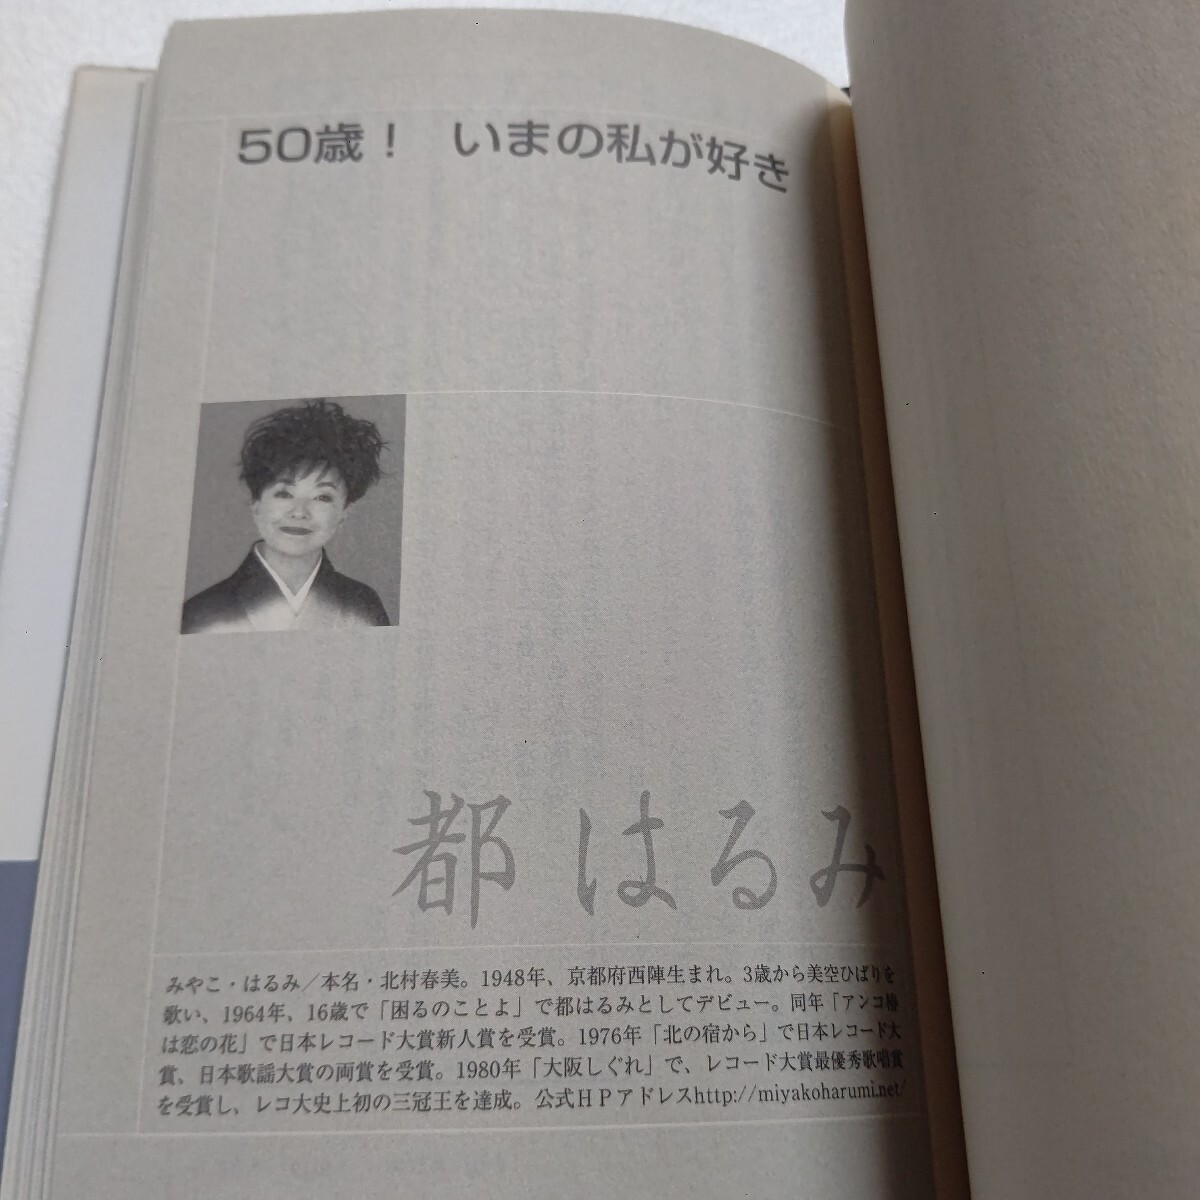 50歳！　いまの私が好き
都 はるみ
みやこ・はるみ／本名・北村春美。1948年、京都府西陣生まれ。3歳から美空ひばりを
歌い、1964年、16歳で「困るのことよ」で都はるみとしてデビュー。同年「アンコ椿
は恋の花」で日本レコード大賞新人賞を受賞。1976年「北の宿から」で日本レコード大
賞、日本歌謡大賞の両賞を受賞。1980年「大阪しぐれ」で、レコード大賞最優秀歌唱賞
を受賞し、レコ大史上初の三冠王を達成。公式ＨＰアドレスhttp://miyakoharumi.net/